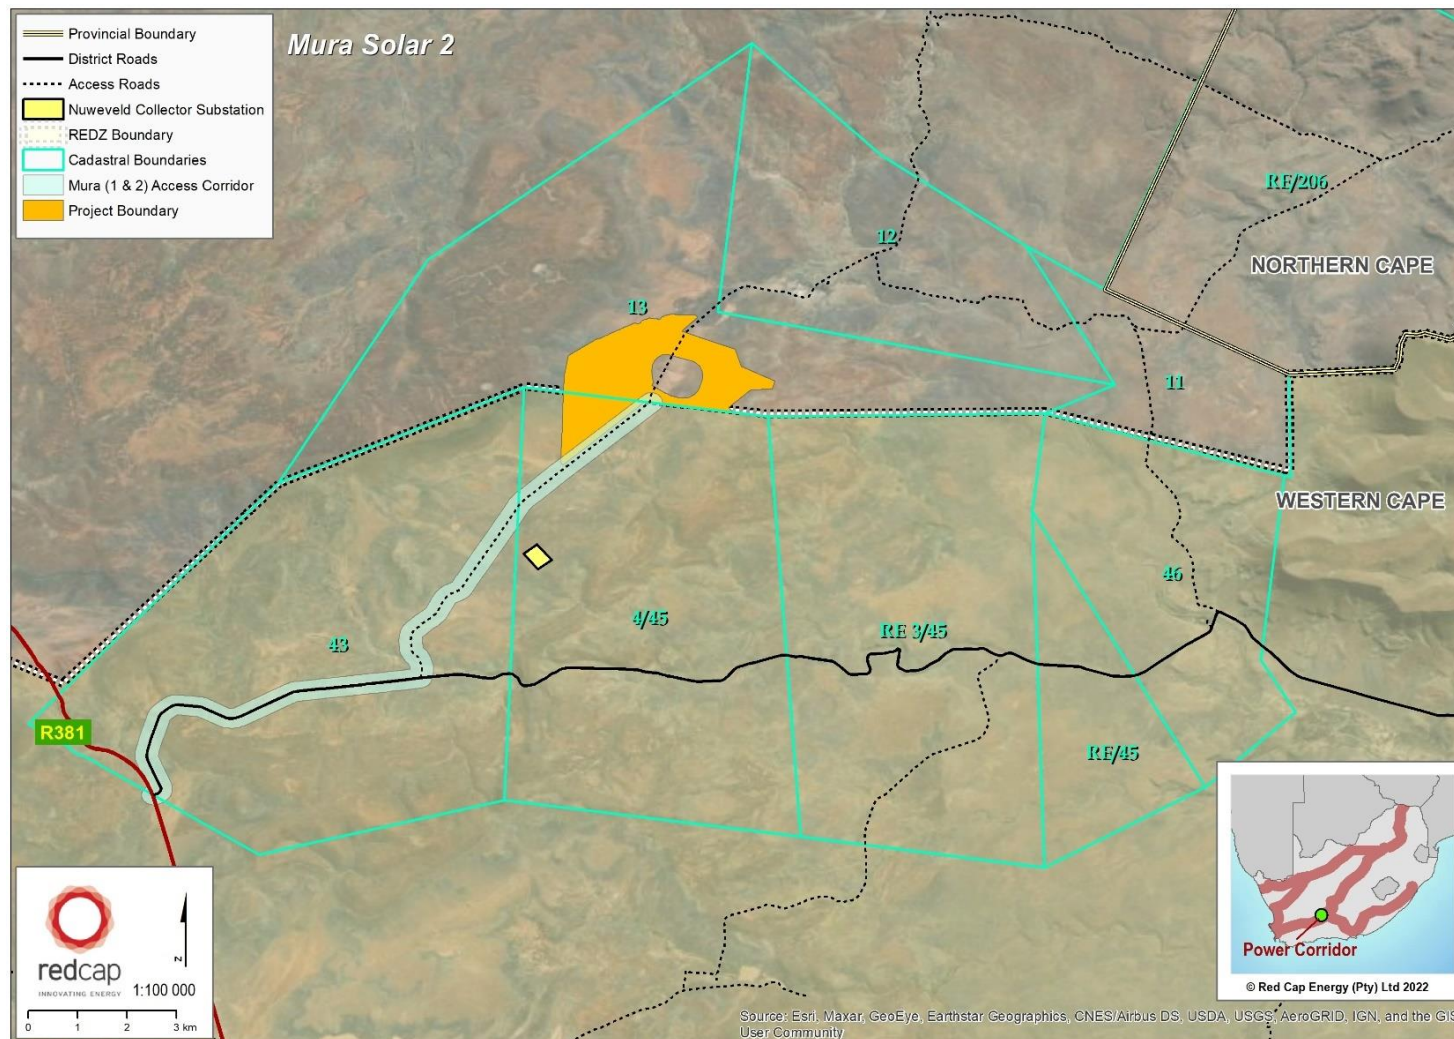 Mura Solar 2
Provincial Boundary
District Roads
Access Roads
Nuweveld Collector Substation
REDZ Boundary
Cadastral Boundaries
Mura (1 & 2) Access Corridor
Project Boundary
RE/206
12
NORTHERN CAPE
13
11
WESTERN CAPE
46
4/45
RE 3/45
43
R381
RE/45
Power Corridor
© Red Cap Energy (Pty) Ltd 2022
redcap
INNOVATING ENERGY
N
1:100 000
0 1 2 3 km
Source: Esri, Maxar, GeoEye, Earthstar Geographics, CNES/Airbus DS, USDA, USGS, AeroGRID, IGN, and the GIS
User Community